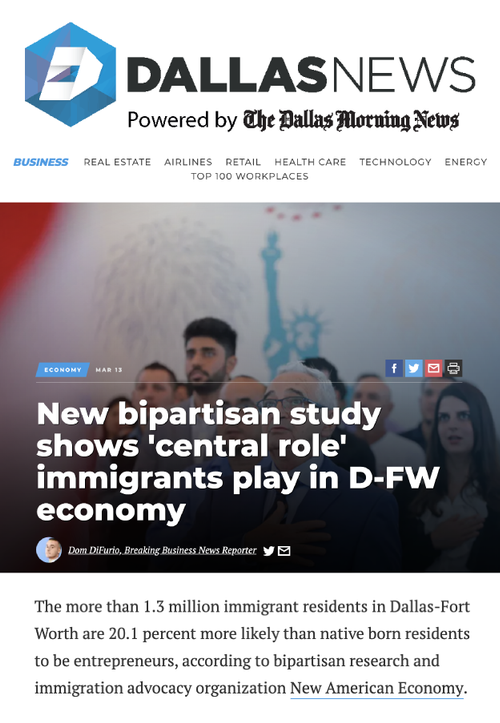 DALLASNEWS
Powered by The Dallas Morning News
BUSINESS REAL ESTATE AIRLINES RETAIL HEALTH CARE TECHNOLOGY ENERGY
TOP 100 WORKPLACES
ECONOMY MAR 13
New bipartisan study
shows 'central role'
immigrants play in D-FW
economy
Dom DiFurio, Breaking Business News Reporter
The more than 1.3 million immigrant residents in Dallas-Fort
Worth are 20.1 percent more likely than native born residents
to be entrepreneurs, according to bipartisan research and
immigration advocacy organization New American Economy.